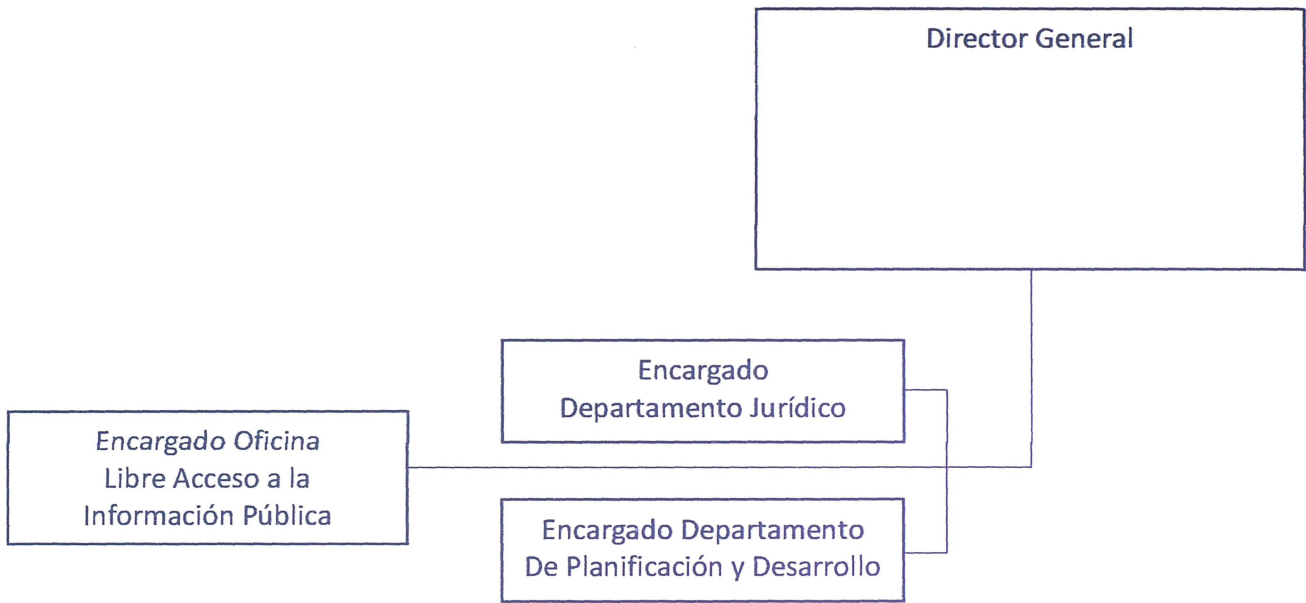 Director General
Encargado
Departamento Jurídico
Encargado Oficina
Libre Acceso a la
Información Pública
Encargado Departamento
De Planificación y Desarrollo